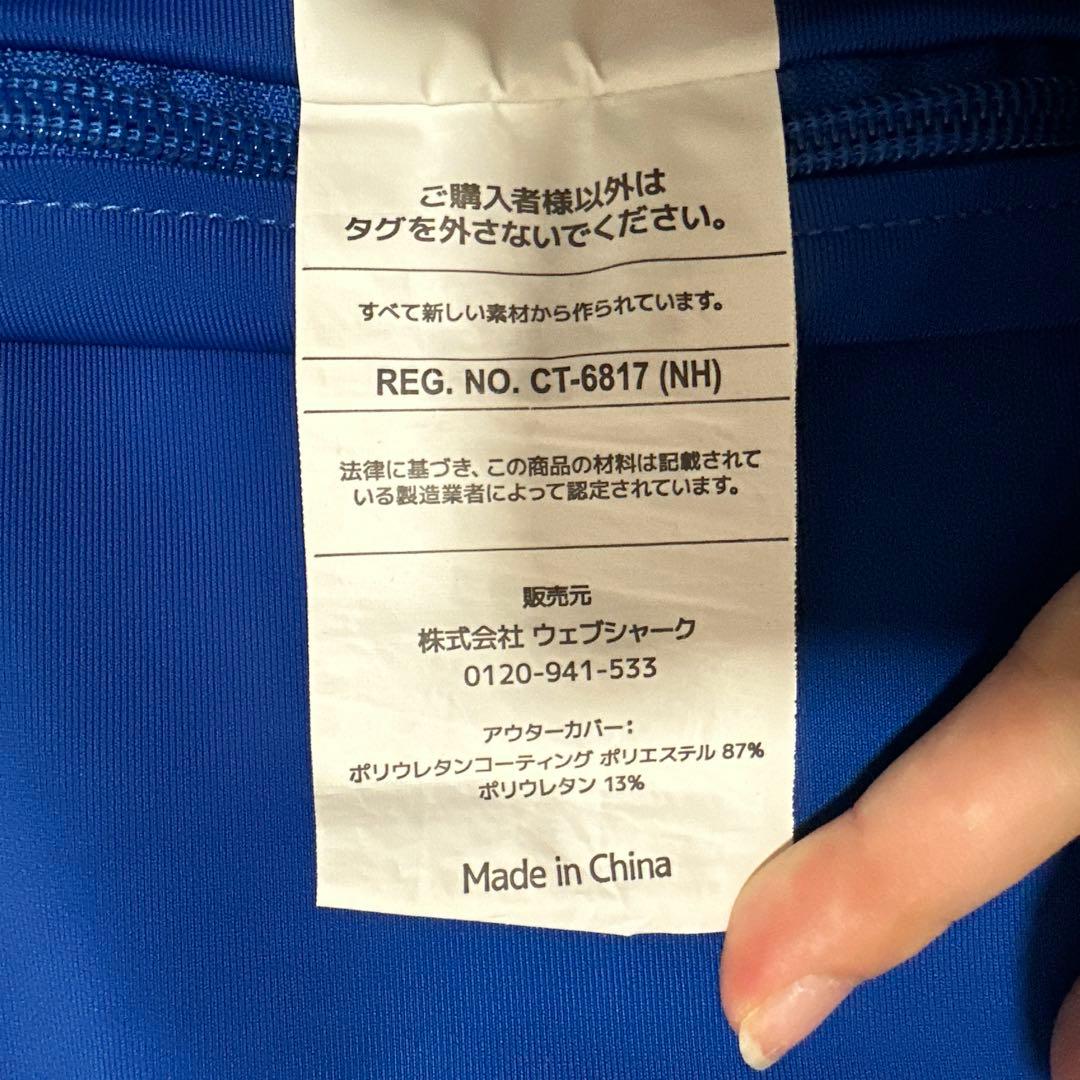 ご購入者様以外は
タグを外さないでください。
すべて新しい素材から作られています。
REG. NO. CT-6817 (NH)
法律に基づき、この商品の材料は記載されて
いる製造業者によって認定されています。
販売元
株式会社 ウェブシャーク
0120-941-533
アウターカバー：
ポリウレタンコーティング ポリエステル 87%
ポリウレタン 13%
Made in China